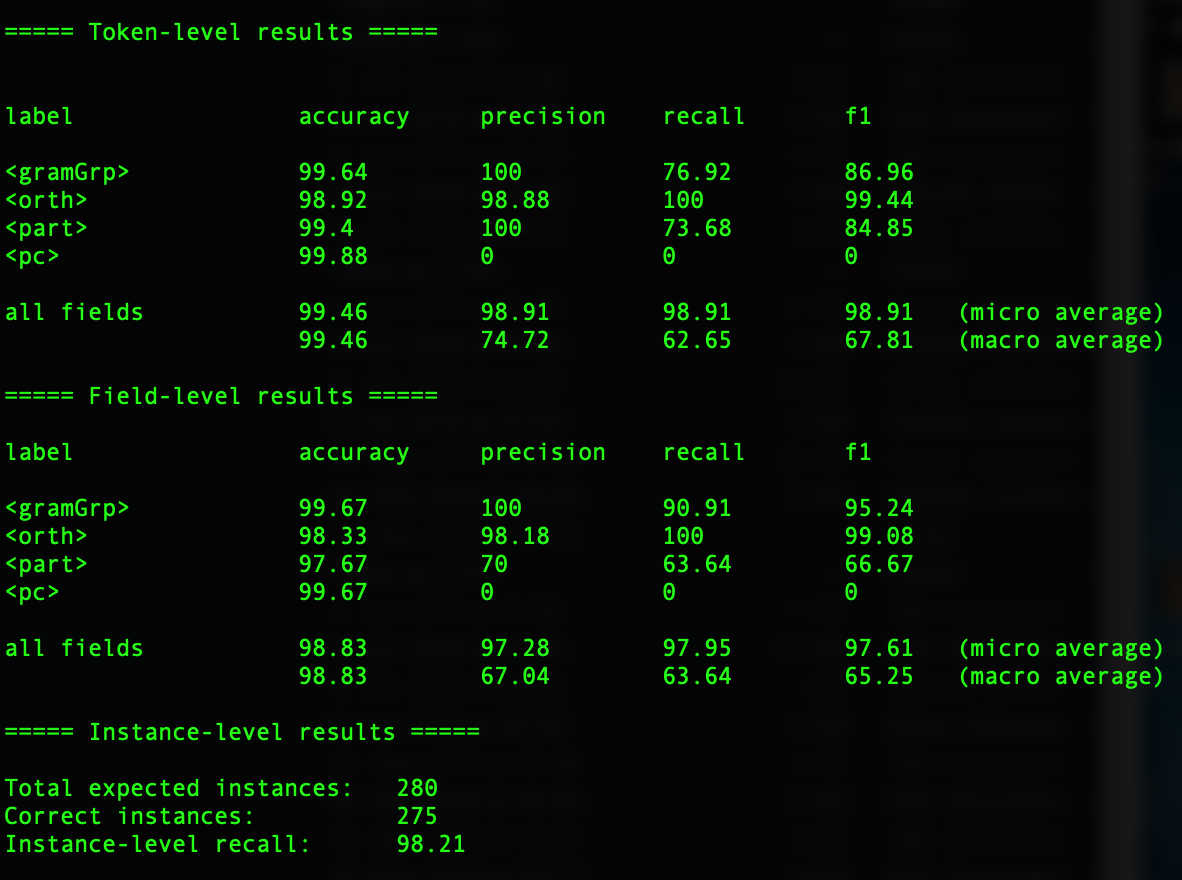 ===== Token-level results =====
label accuracy precision recall f1
<gramGrp> 99.64 100 76.92 86.96
<orth> 98.92 98.88 100 99.44
<part> 99.4 100 73.68 84.85
<pc> 99.88 0 0 0
all fields 99.46 98.91 98.91 98.91 (micro average)
99.46 74.72 62.65 67.81 (macro average)
===== Field-level results =====
label accuracy precision recall f1
<gramGrp> 99.67 100 90.91 95.24
<orth> 98.33 98.18 100 99.08
<part> 97.67 70 63.64 66.67
<pc> 99.67 0 0 0
all fields 98.83 97.28 97.95 97.61 (micro average)
98.83 67.04 63.64 65.25 (macro average)
===== Instance-level results =====
Total expected instances: 280
Correct instances: 275
Instance-level recall: 98.21